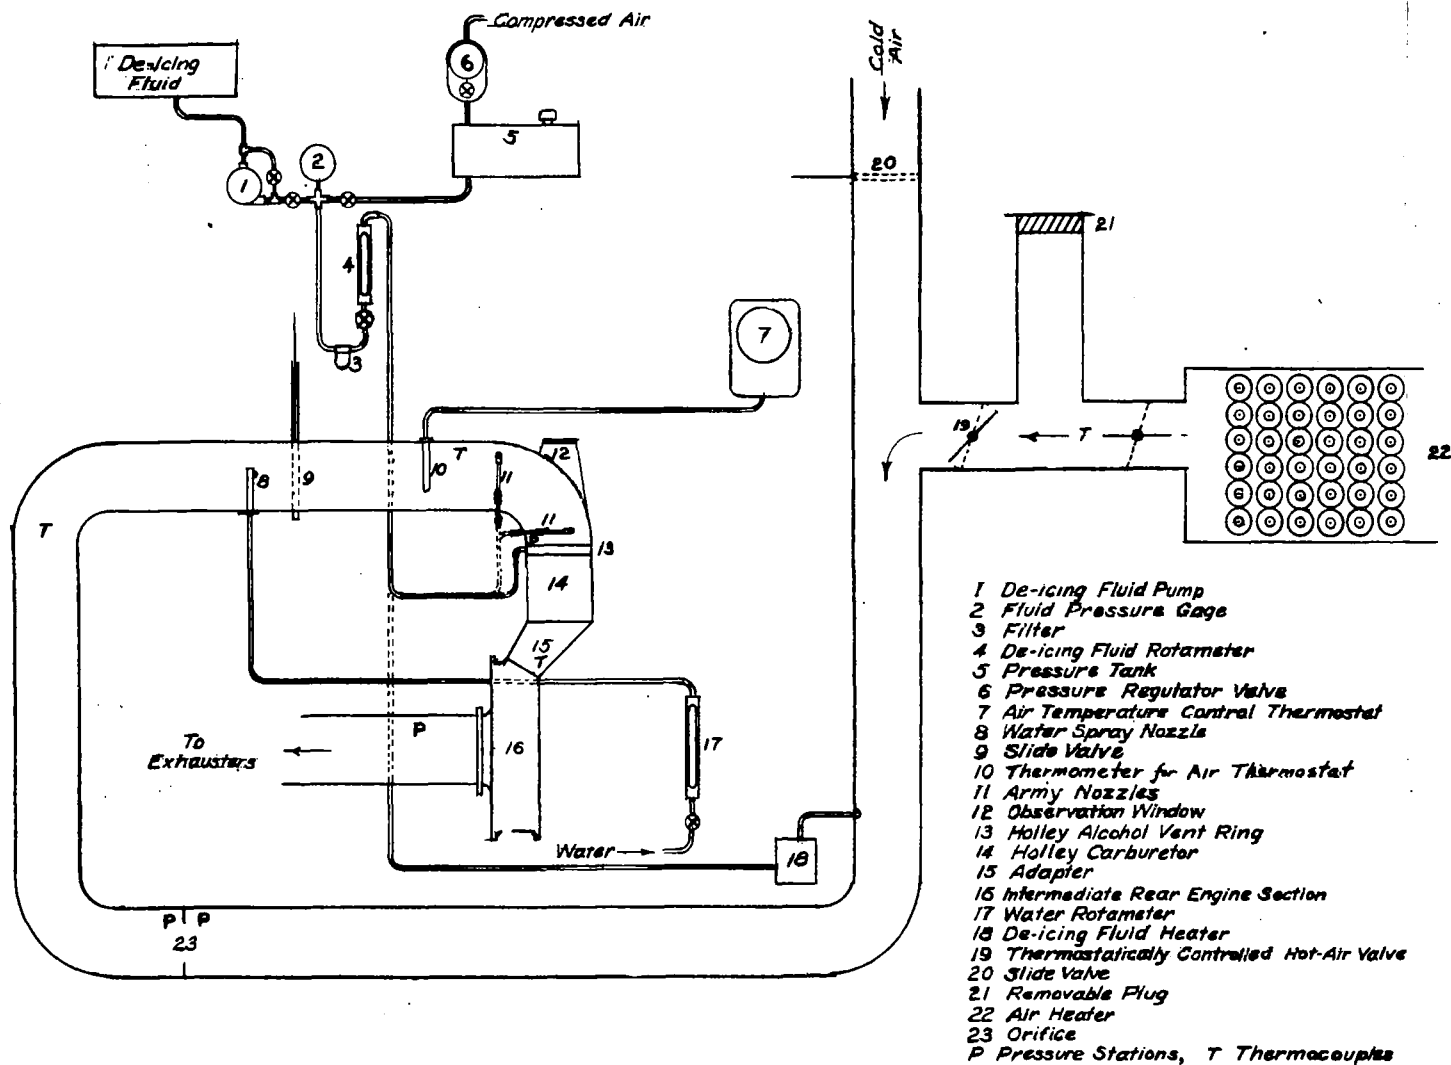 Compressed Air
De-icing
Fluid
Cold
Air
6
5
20
2
1
21
4
7
3
19
T
22
12
T
10
8
9
11
11
T
P
13
14
15
T
P
16
17
To
Exhausters
Water
18
P P
23
1 De-icing Fluid Pump
2 Fluid Pressure Gage
3 Filter
4 De-icing Fluid Rotameter
5 Pressure Tank
6 Pressure Regulator Valve
7 Air Temperature Control Thermostat
8 Water Spray Nozzle
9 Slide Valve
10 Thermometer for Air Thermostat
11 Army Nozzles
12 Observation Window
13 Holley Alcohol Vent Ring
14 Holley Carburetor
15 Adapter
16 Intermediate Rear Engine Section
17 Water Rotameter
18 De-icing Fluid Heater
19 Thermostatically Controlled Hot-Air Valve
20 Slide Valve
21 Removable Plug
22 Air Heater
23 Orifice
P Pressure Stations, T Thermocouples